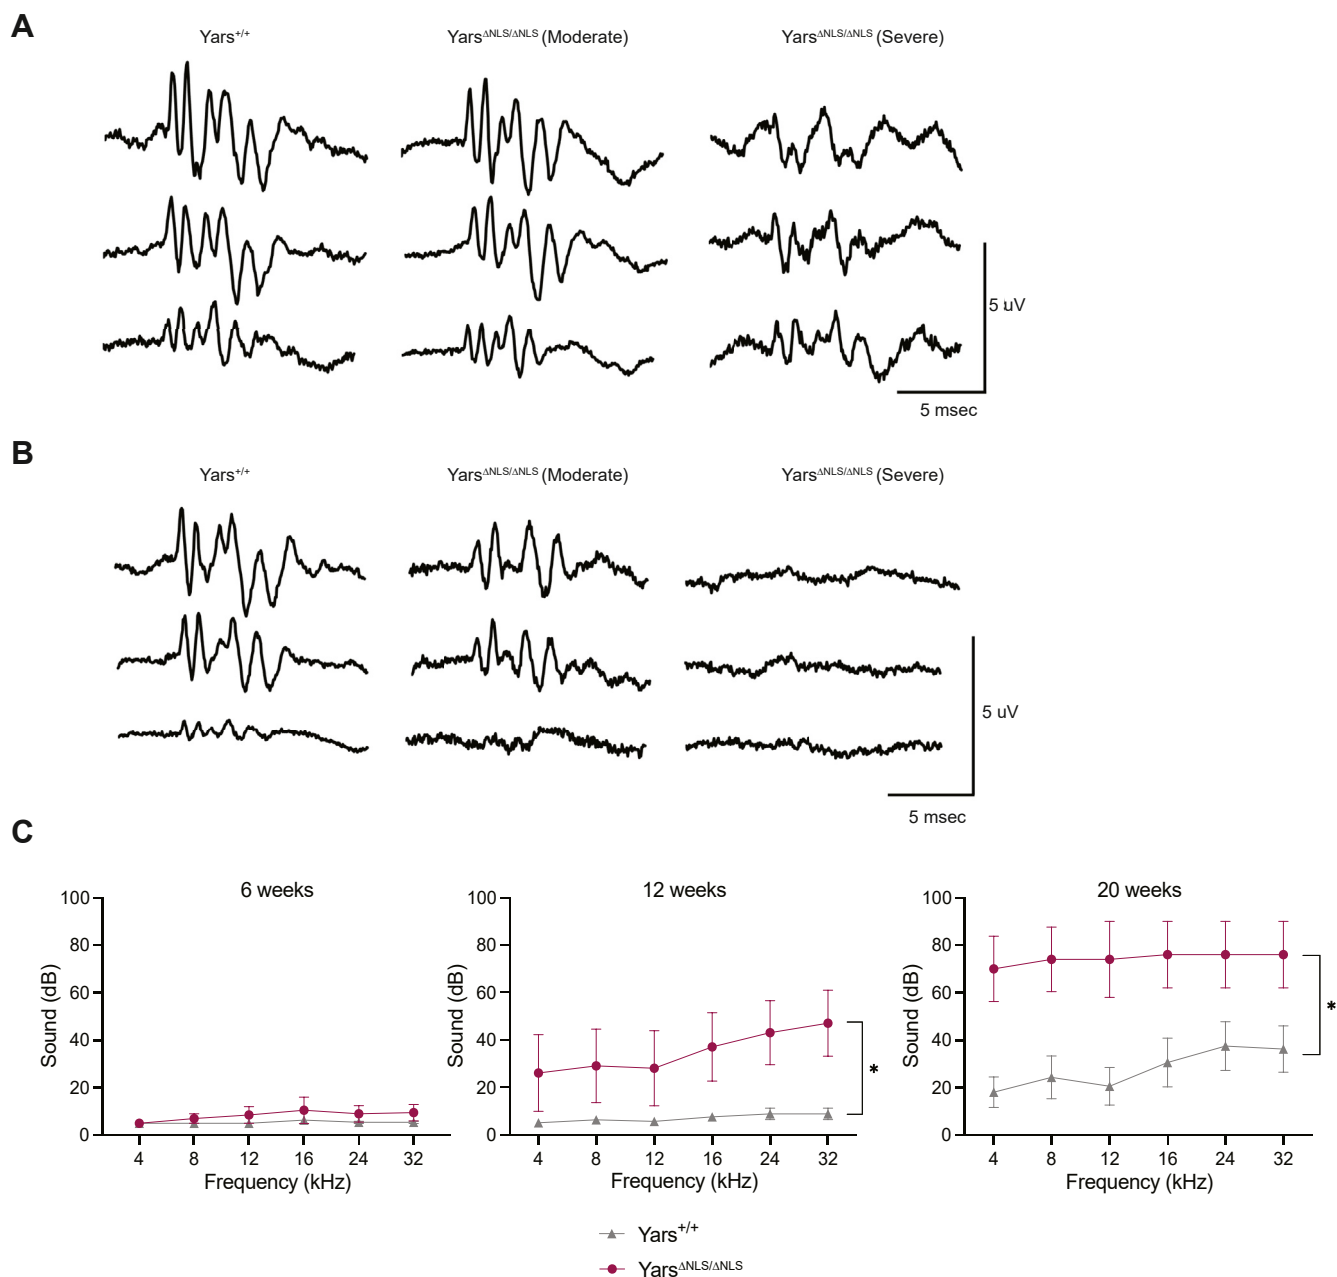 A
Yars+/+
YarsΔNLS/ΔNLS (Moderate)
YarsΔNLS/ΔNLS (Severe)
5 uV
5 msec
B
Yars+/+
YarsΔNLS/ΔNLS (Moderate)
YarsΔNLS/ΔNLS (Severe)
5 uV
5 msec
C
6 weeks
100
80
60
40
20
0
Sound (dB)
4 8 12 16 24 32
Frequency (kHz)
12 weeks
100
80
60
40
20
0
Sound (dB)
4 8 12 16 24 32
Frequency (kHz)
*
20 weeks
100
80
60
40
20
0
Sound (dB)
4 8 12 16 24 32
Frequency (kHz)
*
Yars+/+
YarsΔNLS/ΔNLS